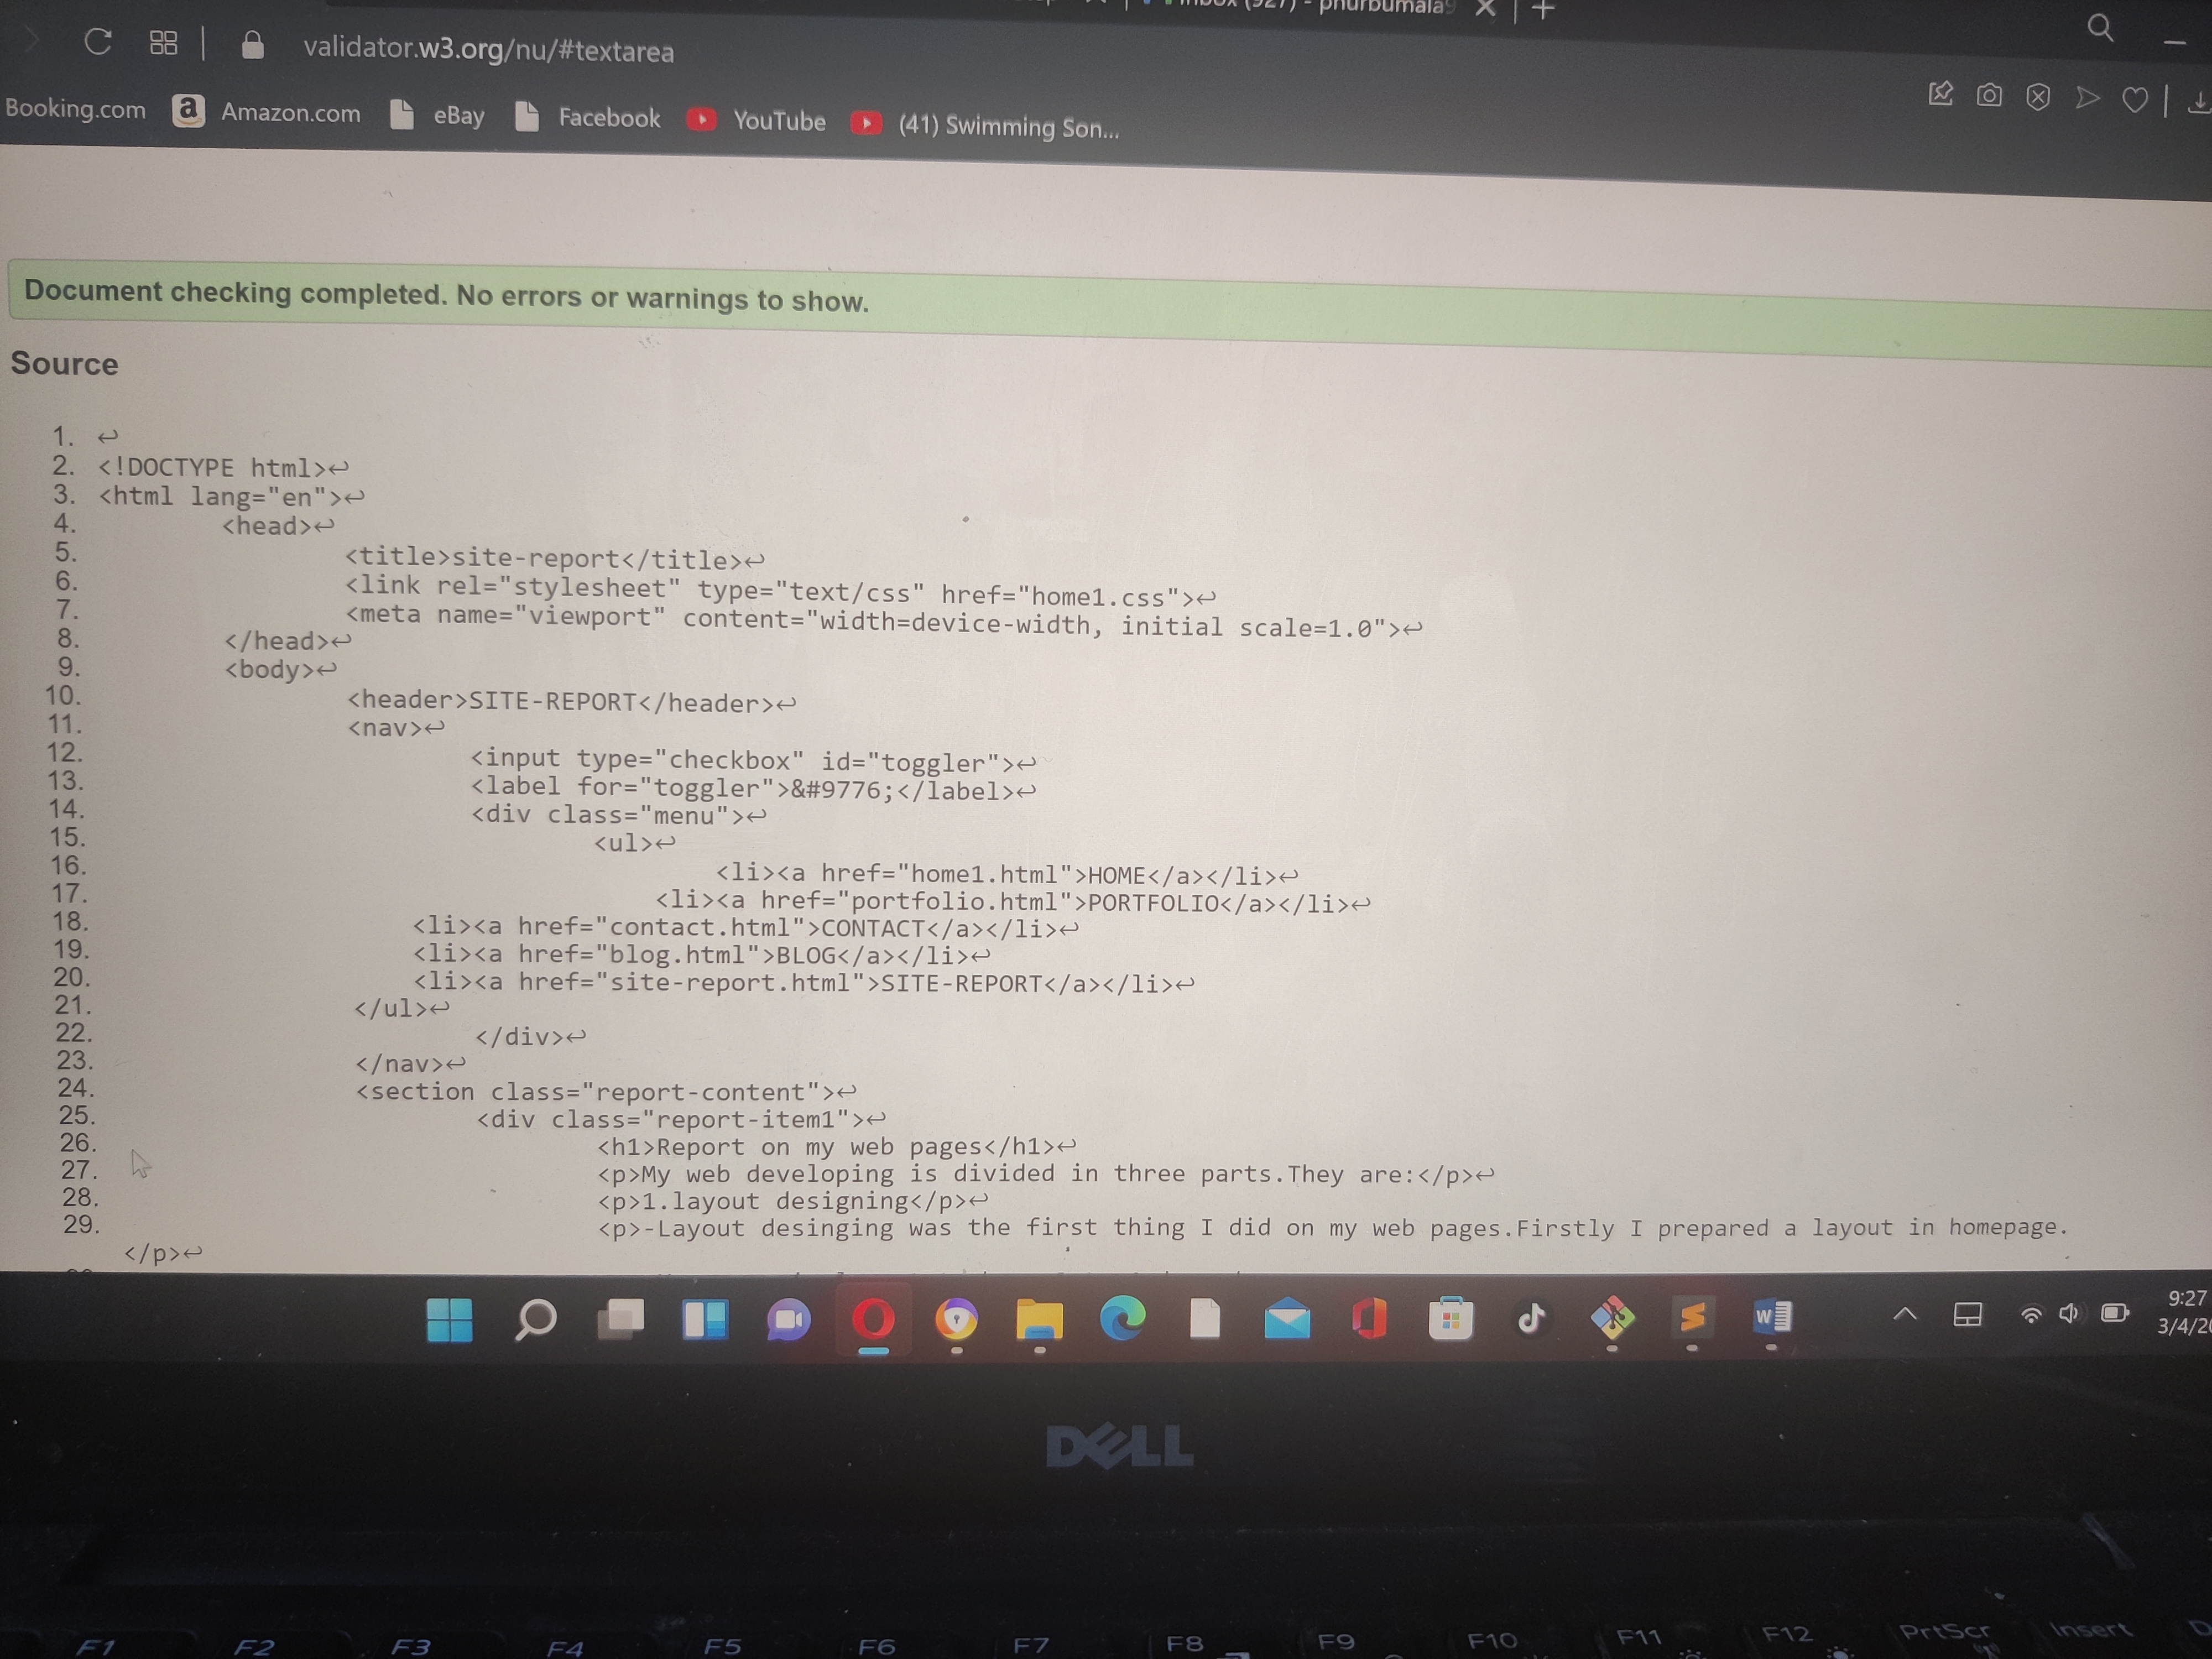 inbox (927) - phurbumala9
validator.w3.org/nu/#textarea
Booking.com Amazon.com eBay Facebook YouTube (41) Swimming Son...
Document checking completed. No errors or warnings to show.
Source
1. ↩
2. <!DOCTYPE html>↩
3. <html lang="en">↩
4. <head>↩
5. <title>site-report</title>↩
6. <link rel="stylesheet" type="text/css" href="home1.css">↩
7. <meta name="viewport" content="width=device-width, initial scale=1.0">↩
8. </head>↩
9. <body>↩
10. <header>SITE-REPORT</header>↩
11. <nav>↩
12. <input type="checkbox" id="toggler">↩
13. <label for="toggler">&#9776;</label>↩
14. <div class="menu">↩
15. <ul>↩
16. <li><a href="home1.html">HOME</a></li>↩
17. <li><a href="portfolio.html">PORTFOLIO</a></li>↩
18. <li><a href="contact.html">CONTACT</a></li>↩
19. <li><a href="blog.html">BLOG</a></li>↩
20. <li><a href="site-report.html">SITE-REPORT</a></li>↩
21. </ul>↩
22. </div>↩
23. </nav>↩
24. <section class="report-content">↩
25. <div class="report-item1">↩
26. <h1>Report on my web pages</h1>↩
27. <p>My web developing is divided in three parts.They are:</p>↩
28. <p>1.layout designing</p>↩
29. <p>-Layout desinging was the first thing I did on my web pages.Firstly I prepared a layout in homepage.
</p>↩
9:27
3/4/2
DELL
F1 F2 F3 F4 F5 F6 F7 F8 F9 F10 F11 F12 PrtScr Insert